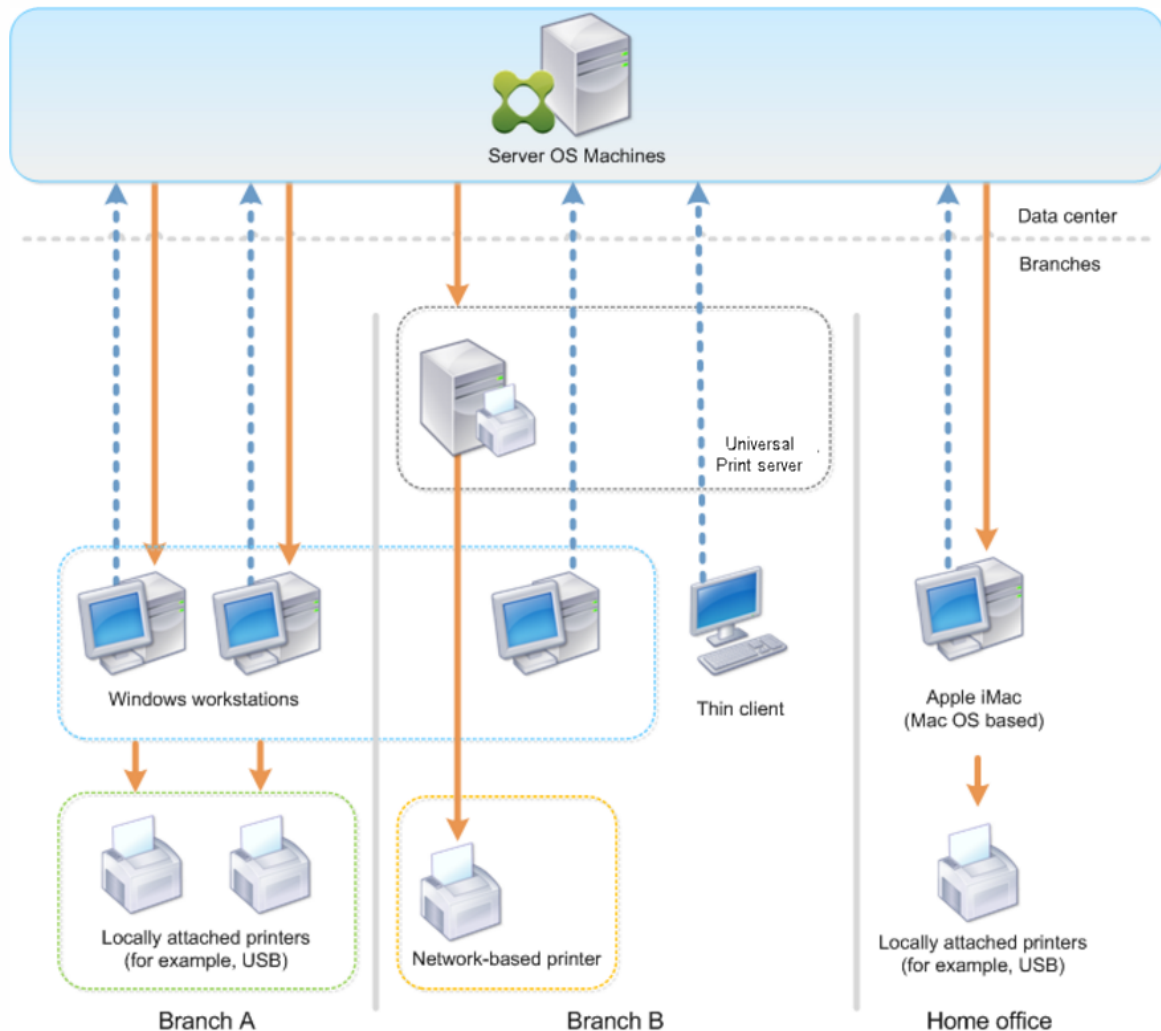 Server OS Machines
Data center
Branches
Universal
Print server
Windows workstations
Thin client
Apple iMac
(Mac OS based)
Locally attached printers
(for example, USB)
Network-based printer
Locally attached printers
(for example, USB)
Branch A
Branch B
Home office